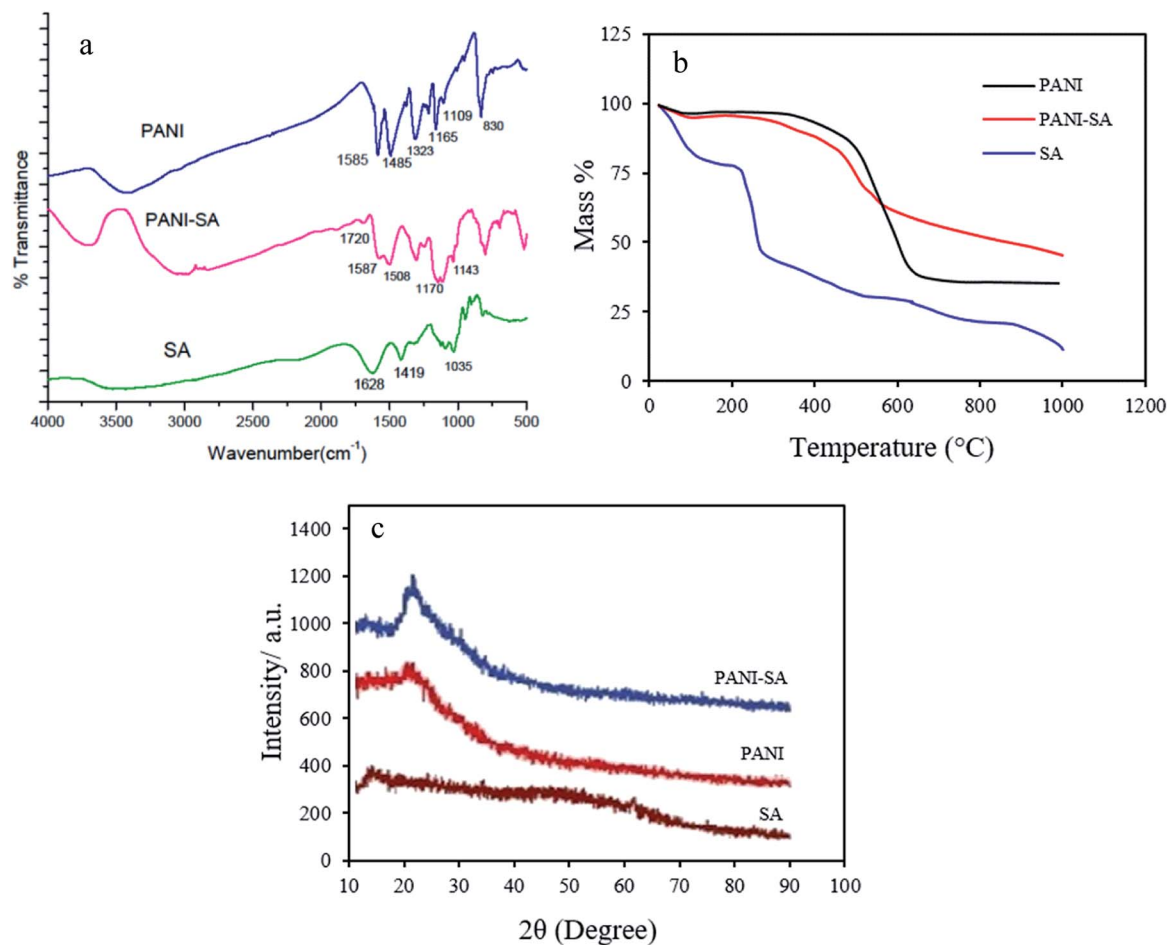 a
PANI
1585
1485
1323
1165
1109
830
PANI-SA
1720
1587
1508
1170
1143
SA
1628
1419
1035
% Transmittance
4000
3500
3000
2500
2000
1500
1000
500
Wavenumber(cm⁻¹)
b
PANI
PANI-SA
SA
125
100
75
50
25
0
Mass %
0
200
400
600
800
1000
1200
Temperature (°C)
c
1400
1200
1000
800
600
400
200
0
Intensity/ a.u.
PANI-SA
PANI
SA
10
20
30
40
50
60
70
80
90
100
2θ (Degree)